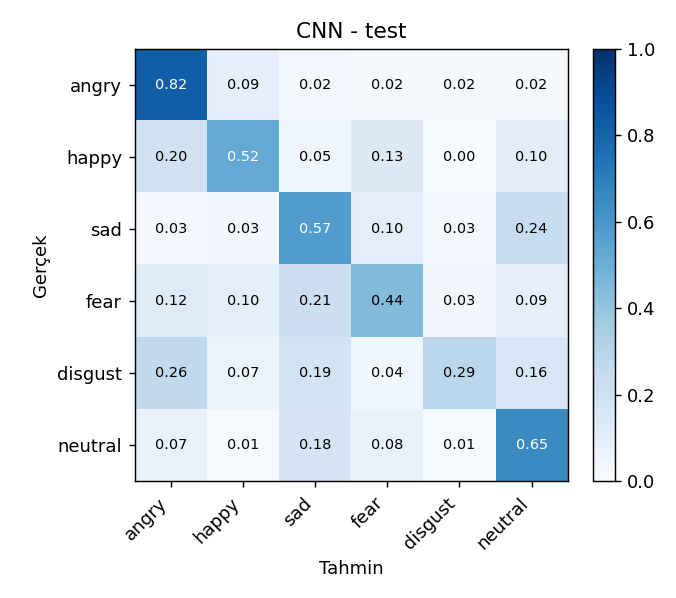 CNN - test
angry 0.82 0.09 0.02 0.02 0.02 0.02
happy 0.20 0.52 0.05 0.13 0.00 0.10
sad 0.03 0.03 0.57 0.10 0.03 0.24
fear 0.12 0.10 0.21 0.44 0.03 0.09
disgust 0.26 0.07 0.19 0.04 0.29 0.16
neutral 0.07 0.01 0.18 0.08 0.01 0.65
angry happy sad fear disgust neutral
Tahmin
Gerçek
1.0
0.8
0.6
0.4
0.2
0.0